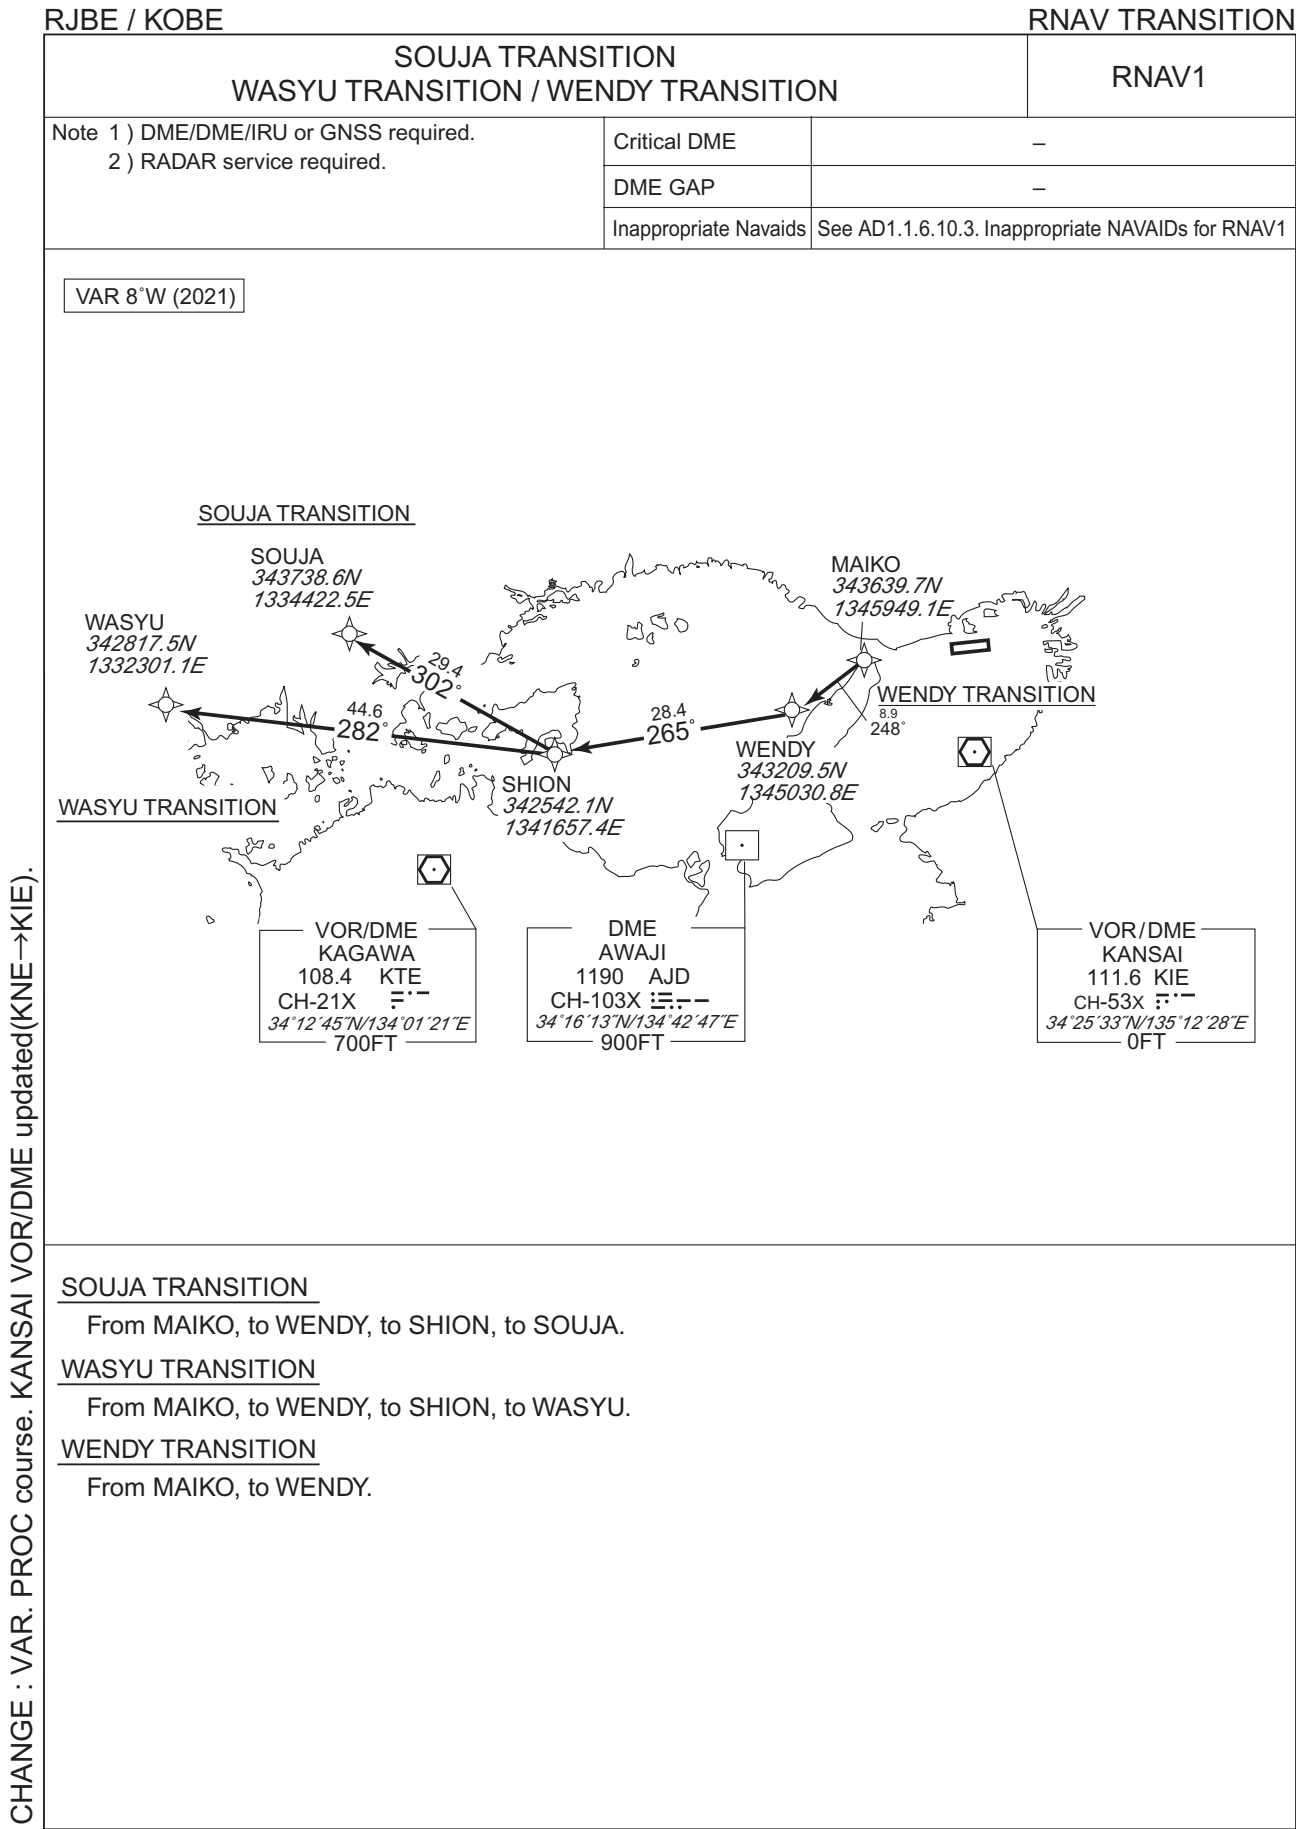 RJBE / KOBE
RNAV TRANSITION
SOUJA TRANSITION
WASYU TRANSITION / WENDY TRANSITION
RNAV1
Note 1 ) DME/DME/IRU or GNSS required.
2 ) RADAR service required.
Critical DME –
DME GAP –
Inappropriate Navaids See AD1.1.6.10.3. Inappropriate NAVAIDs for RNAV1
VAR 8˚W (2021)
SOUJA TRANSITION
SOUJA
343738.6N
1334422.5E
MAIKO
343639.7N
1345949.1E
WASYU
342817.5N
1332301.1E
29.4
302˚
44.6
282˚
28.4
265˚
WENDY TRANSITION
8.9
248˚
WENDY
343209.5N
1345030.8E
SHION
342542.1N
1341657.4E
WASYU TRANSITION
VOR/DME
KAGAWA
108.4 KTE
CH-21X
34˚12´45˝N/134˚01´21˝E
700FT
DME
AWAJI
1190 AJD
CH-103X
34˚16´13˝N/134˚42´47˝E
900FT
VOR/DME
KANSAI
111.6 KIE
CH-53X
34˚25´33˝N/135˚12´28˝E
0FT
SOUJA TRANSITION
From MAIKO, to WENDY, to SHION, to SOUJA.
WASYU TRANSITION
From MAIKO, to WENDY, to SHION, to WASYU.
WENDY TRANSITION
From MAIKO, to WENDY.
CHANGE : VAR. PROC course. KANSAI VOR/DME updated(KNE→KIE).